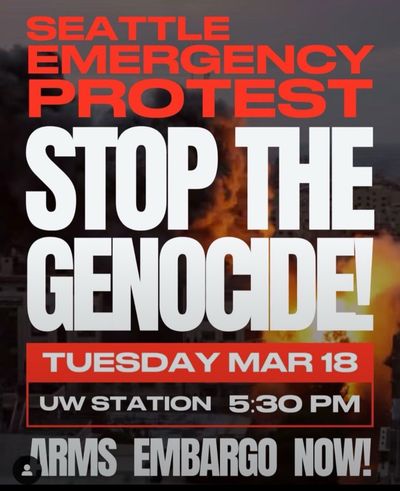 SEATTLE
EMERGENCY
PROTEST
STOP THE
GENOCIDE!
TUESDAY MAR 18
UW STATION 5:30 PM
ARMS EMBARGO NOW!